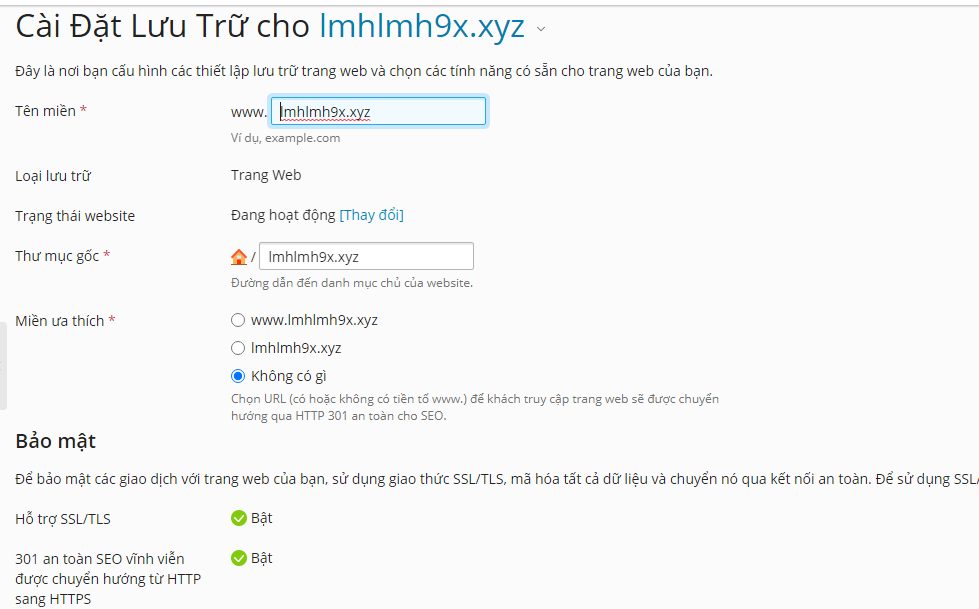 Cài Đặt Lưu Trữ cho lmhlmh9x.xyz
Đây là nơi bạn cấu hình các thiết lập lưu trữ trang web và chọn các tính năng có sẵn cho trang web của bạn.
Tên miền * www. lmhlmh9x.xyz
Ví dụ, example.com
Loại lưu trữ Trang Web
Trạng thái website Đang hoạt động [Thay đổi]
Thư mục gốc * / lmhlmh9x.xyz
Đường dẫn đến danh mục chủ của website.
Miền ưa thích * www.lmhlmh9x.xyz
lmhlmh9x.xyz
Không có gì
Chọn URL (có hoặc không có tiền tố www.) để khách truy cập trang web sẽ được chuyển
hướng qua HTTP 301 an toàn cho SEO.
Bảo mật
Để bảo mật các giao dịch với trang web của bạn, sử dụng giao thức SSL/TLS, mã hóa tất cả dữ liệu và chuyển nó qua kết nối an toàn. Để sử dụng SSL/
Hỗ trợ SSL/TLS Bật
301 an toàn SEO vĩnh viễn Bật
được chuyển hướng từ HTTP
sang HTTPS